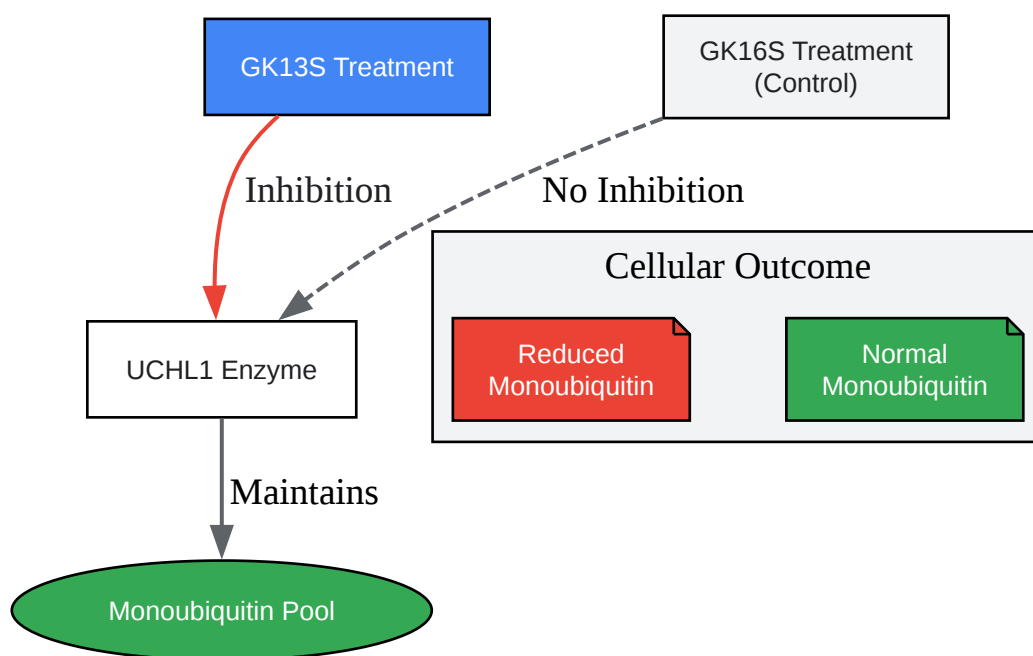 GK13S Treatment
GK16S Treatment
(Control)
Inhibition
No Inhibition
Cellular Outcome
Reduced
Monoubiquitin
Normal
Monoubiquitin
UCHL1 Enzyme
Maintains
Monoubiquitin Pool